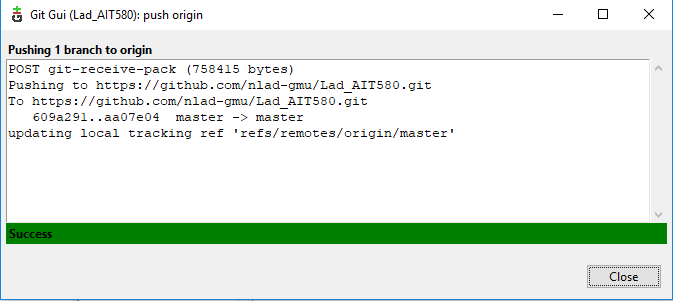 Git Gui (Lad_AIT580): push origin
Pushing 1 branch to origin
POST git-receive-pack (758415 bytes)
Pushing to https://github.com/nlad-gmu/Lad_AIT580.git
To https://github.com/nlad-gmu/Lad_AIT580.git
   609a291..aa07e04  master -> master
updating local tracking ref 'refs/remotes/origin/master'
Success
Close